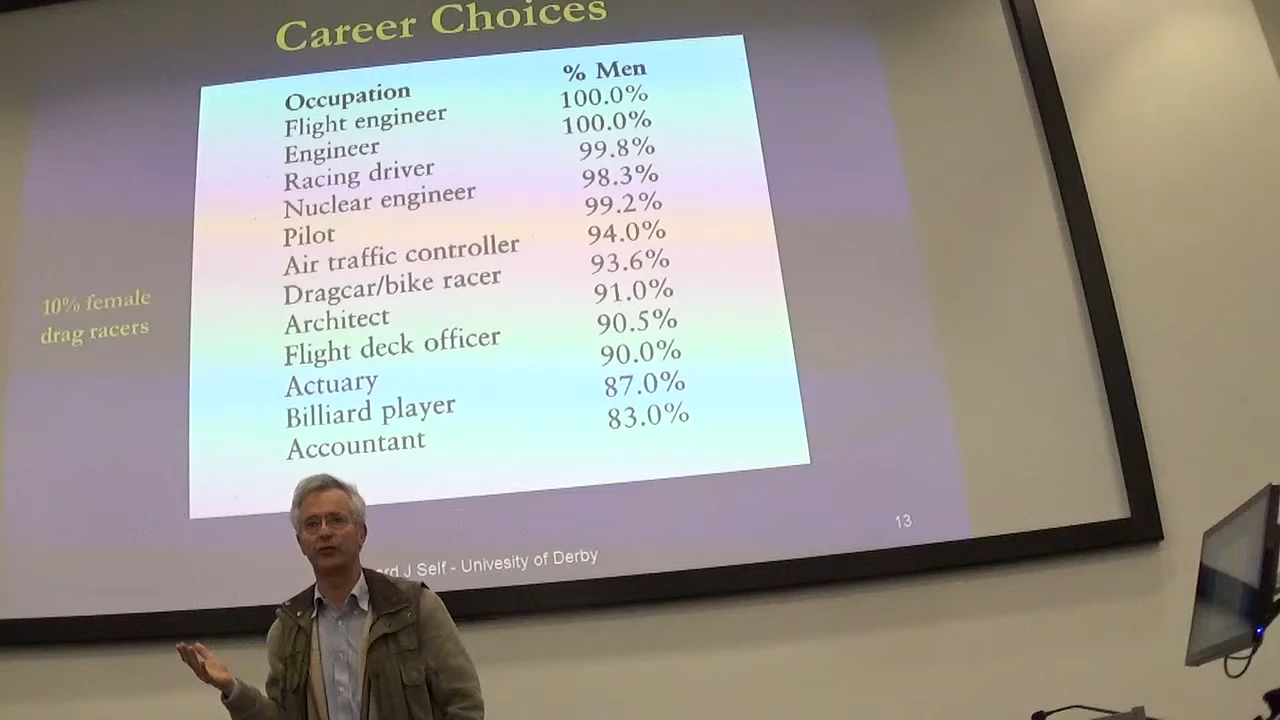 Career Choices
Occupation % Men
Flight engineer 100.0%
Engineer 100.0%
Racing driver 99.8%
Nuclear engineer 98.3%
Pilot 99.2%
Air traffic controller 94.0%
Dragcar/bike racer 93.6%
Architect 91.0%
Flight deck officer 90.5%
Actuary 90.0%
Billiard player 87.0%
Accountant 83.0%
10% female
drag racers
J Self - Univesity of Derby
13